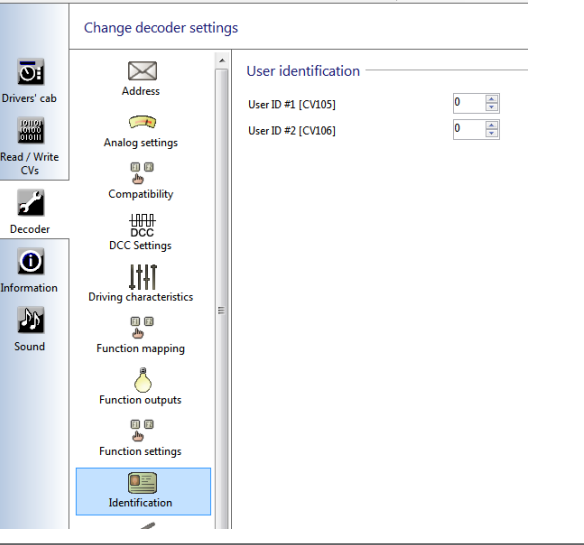 Change decoder settings
Drivers' cab
Read / Write
CVs
Decoder
Information
Sound
Address
Analog settings
Compatibility
DCC
DCC Settings
Driving characteristics
Function mapping
Function outputs
Function settings
Identification
User identification
User ID #1 [CV105]
0
User ID #2 [CV106]
0